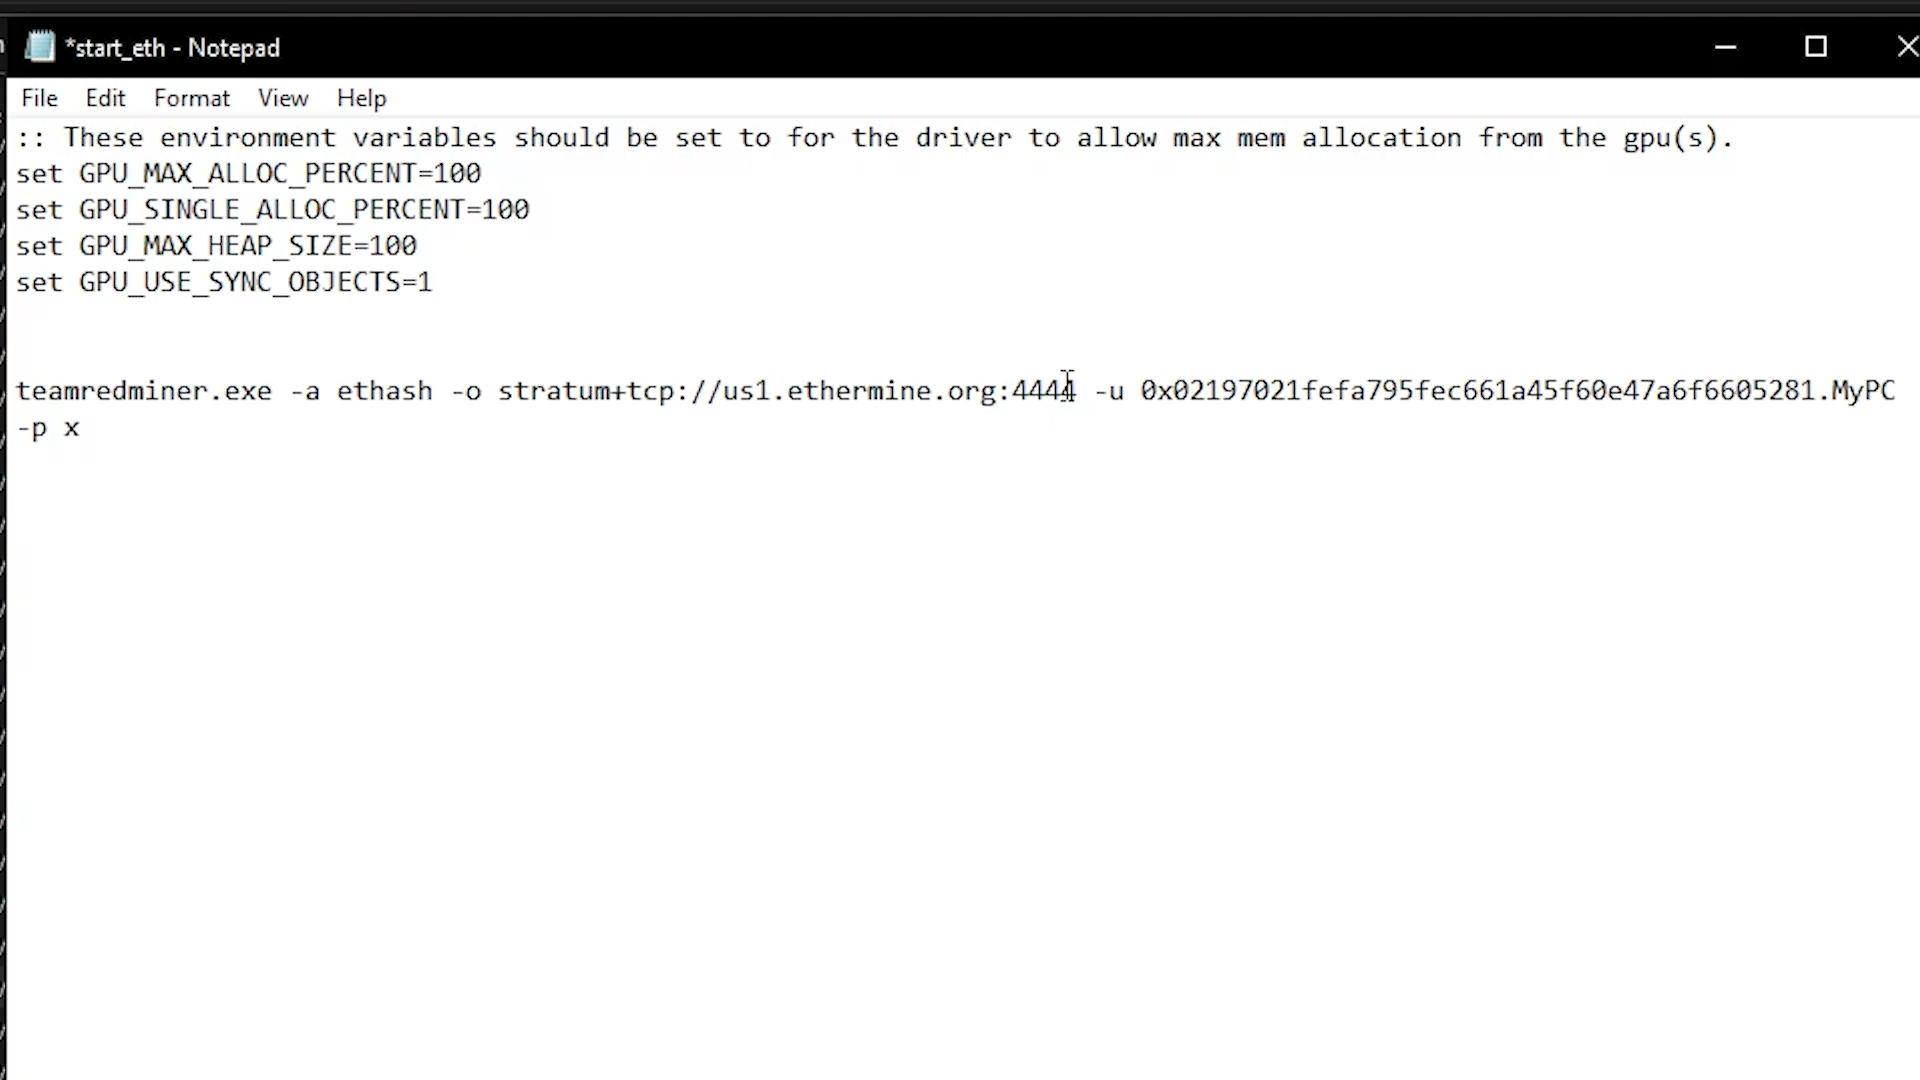 *start_eth - Notepad
File Edit Format View Help
:: These environment variables should be set to for the driver to allow max mem allocation from the gpu(s).
set GPU_MAX_ALLOC_PERCENT=100
set GPU_SINGLE_ALLOC_PERCENT=100
set GPU_MAX_HEAP_SIZE=100
set GPU_USE_SYNC_OBJECTS=1
teamredminer.exe -a ethash -o stratum+tcp://us1.ethermine.org:4444 -u 0x02197021fefa795fec661a45f60e47a6f6605281.MyPC
-p x